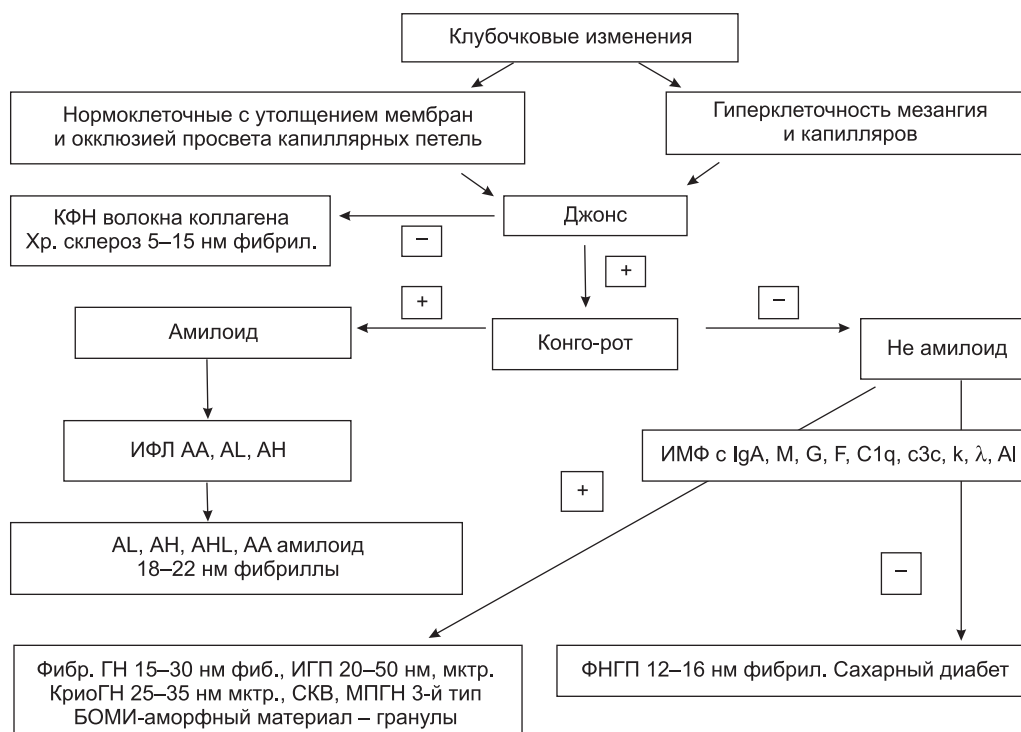 Клубочковые изменения
Нормоклеточные с утолщением мембран
и окклюзией просвета капиллярных петель
Гиперклеточность мезангия
и капилляров
КФН волокна коллагена
Хр. склероз 5–15 нм фибрил.
Джонс
–
+
+
–
Амилоид
Конго-рот
Не амилоид
ИФЛ АА, AL, AH
ИМФ с IgA, M, G, F, C1q, c3c, k, λ, Al
+
AL, AH, AHL, AA амилоид
18–22 нм фибриллы
–
Фибр. ГН 15–30 нм фиб., ИГП 20–50 нм, мктр.
КриоГН 25–35 нм мктр., СКВ, МПГН 3-й тип
БОМИ-аморфный материал – гранулы
ФНГП 12–16 нм фибрил. Сахарный диабет